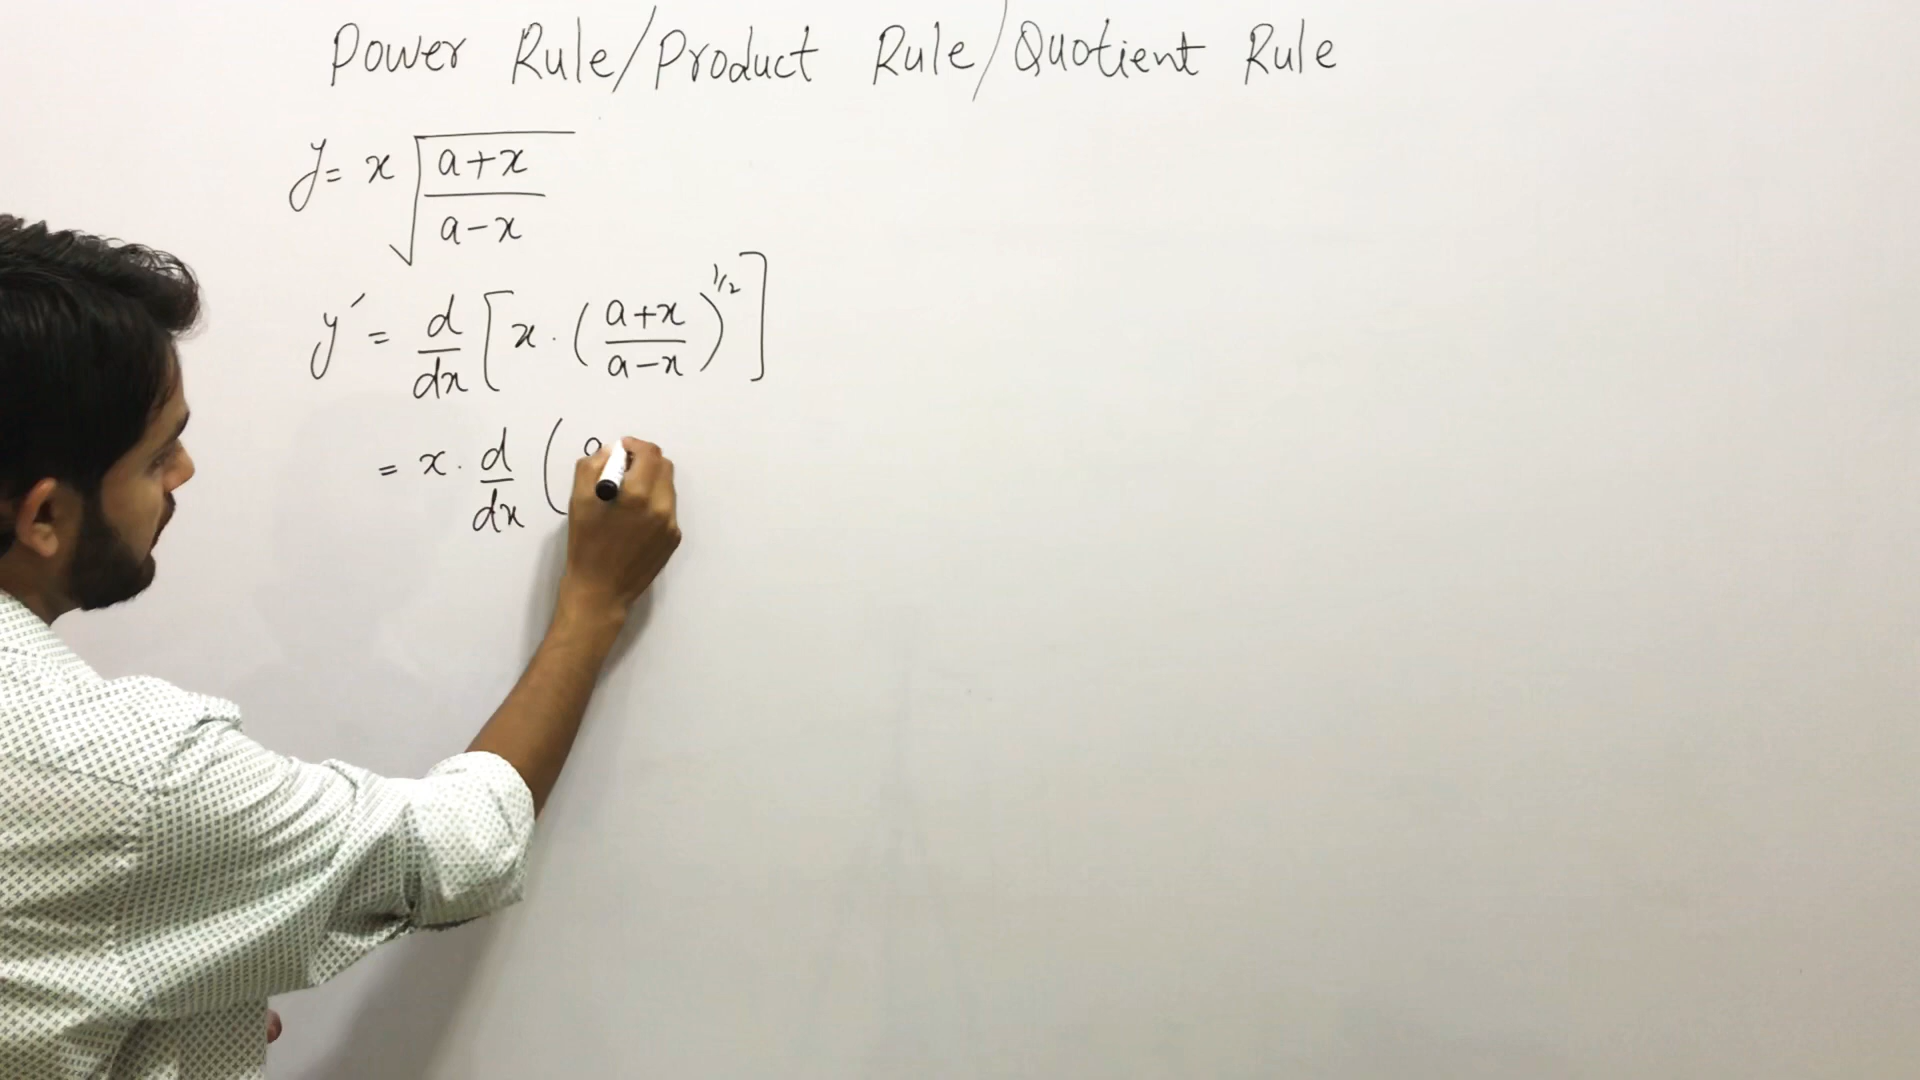 Power Rule/Product Rule/Quotient Rule
y = x √((a+x)/(a-x))
y′ = d/dx [x · ((a+x)/(a-x))^1/2]
= x · d/dx (a